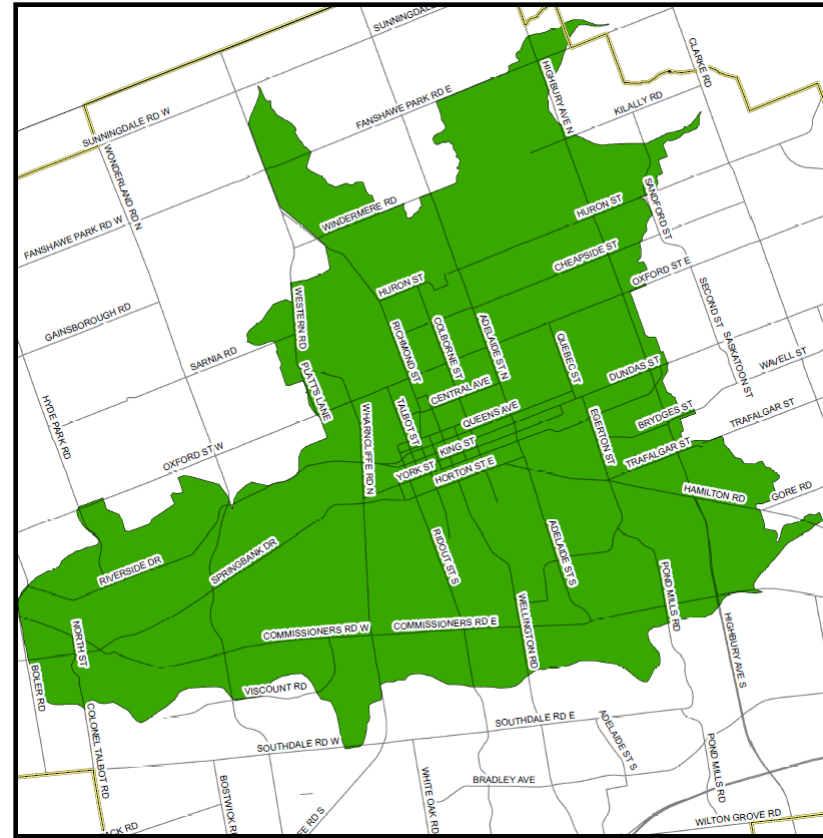 SUNNINGDALE
CLARKE RD
HIGHBURY AVE N
FANSHAWE PARK RD E
KILALLY RD
SUNNINGDALE RD W
WONDERLAND RD N
SANDFORD ST
WINDERMERE RD
HURON ST
FANSHAWE PARK RD W
CHEAPSIDE ST
OXFORD ST E
HURON ST
WESTERN RD
SECOND ST
GAINSBOROUGH RD
RICHMOND ST
COLBORNE ST
ADELAIDE ST N
SASKATOON ST
QUEBEC ST
SARNIA RD
WAVELL ST
PLATT'S LANE
DUNDAS ST
CENTRAL AVE
HYDE PARK RD
TALBOT ST
QUEENS AVE
BRYDGES ST
TRAFALGAR ST
WHARNCLIFFE RD N
EGERTON ST
KING ST
OXFORD ST W
YORK ST
TRAFALGAR ST
HORTON ST E
HAMILTON RD
GORE RD
RIVERSIDE DR
SPRINGBANK DR
RIDOUT ST S
ADELAIDE ST S
POND MILLS RD
WELLINGTON RD
NORTH ST
COMMISSIONERS RD W
COMMISSIONERS RD E
HIGHBURY AVE S
BOLER RD
VISCOUNT RD
COLONEL TALBOT RD
SOUTHDALE RD E
ADELAIDE ST S
SOUTHDALE RD W
POND MILLS RD
BRADLEY AVE
BOSTWICK RD
WHITE OAK RD
RD S
WILTON GROVE RD
ACK RD